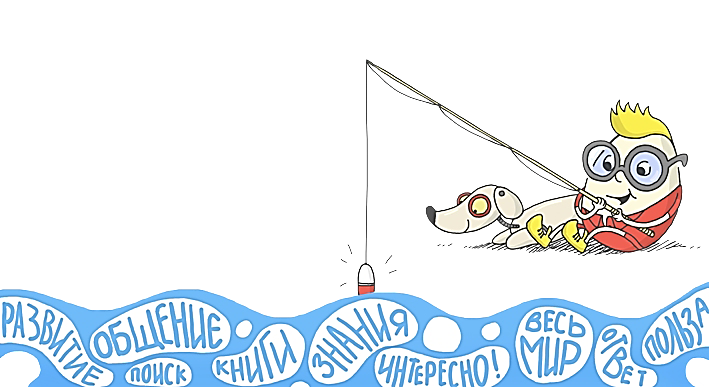 РАЗВИТИЕ
ОБЩЕНИЕ
ПОИСК
КНИГИ
ЗНАНИЯ
ИНТЕРЕСНО!
ВЕСЬ
МИР
ОТВЕТ
ПОЛЬЗА